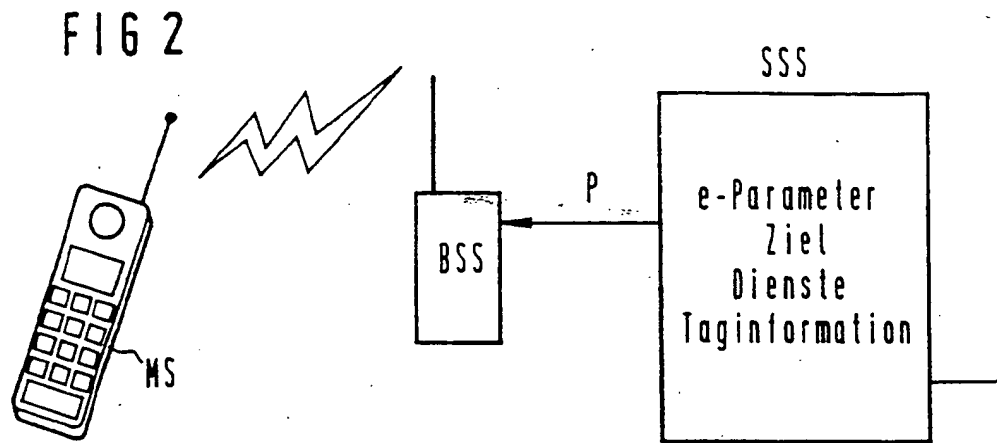 FIG 2
SSS
P
e-Parameter
Ziel
Dienste
Taginformation
BSS
MS